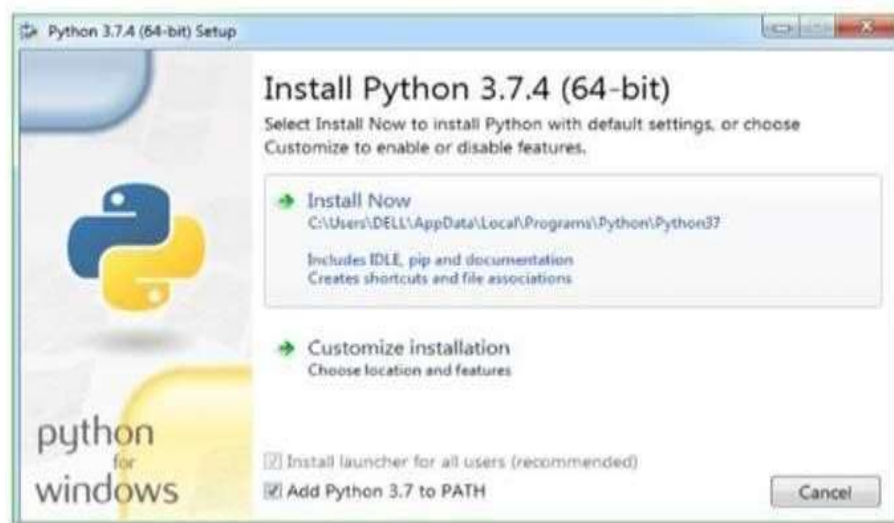 Python 3.7.4 (64-bit) Setup
Install Python 3.7.4 (64-bit)
Select Install Now to install Python with default settings, or choose
Customize to enable or disable features.
Install Now
C:\Users\DELL\AppData\Local\Programs\Python\Python37
Includes IDLE, pip and documentation
Creates shortcuts and file associations
Customize installation
Choose location and features
python
for
windows
Install launcher for all users (recommended)
Add Python 3.7 to PATH
Cancel